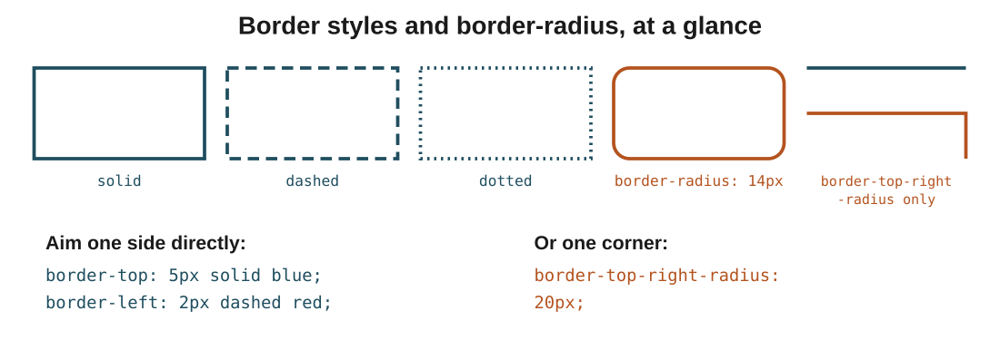 Border styles and border-radius, at a glance
solid
dashed
dotted
border-radius: 14px
border-top-right
-radius only
Aim one side directly:
border-top: 5px solid blue;
border-left: 2px dashed red;
Or one corner:
border-top-right-radius:
20px;